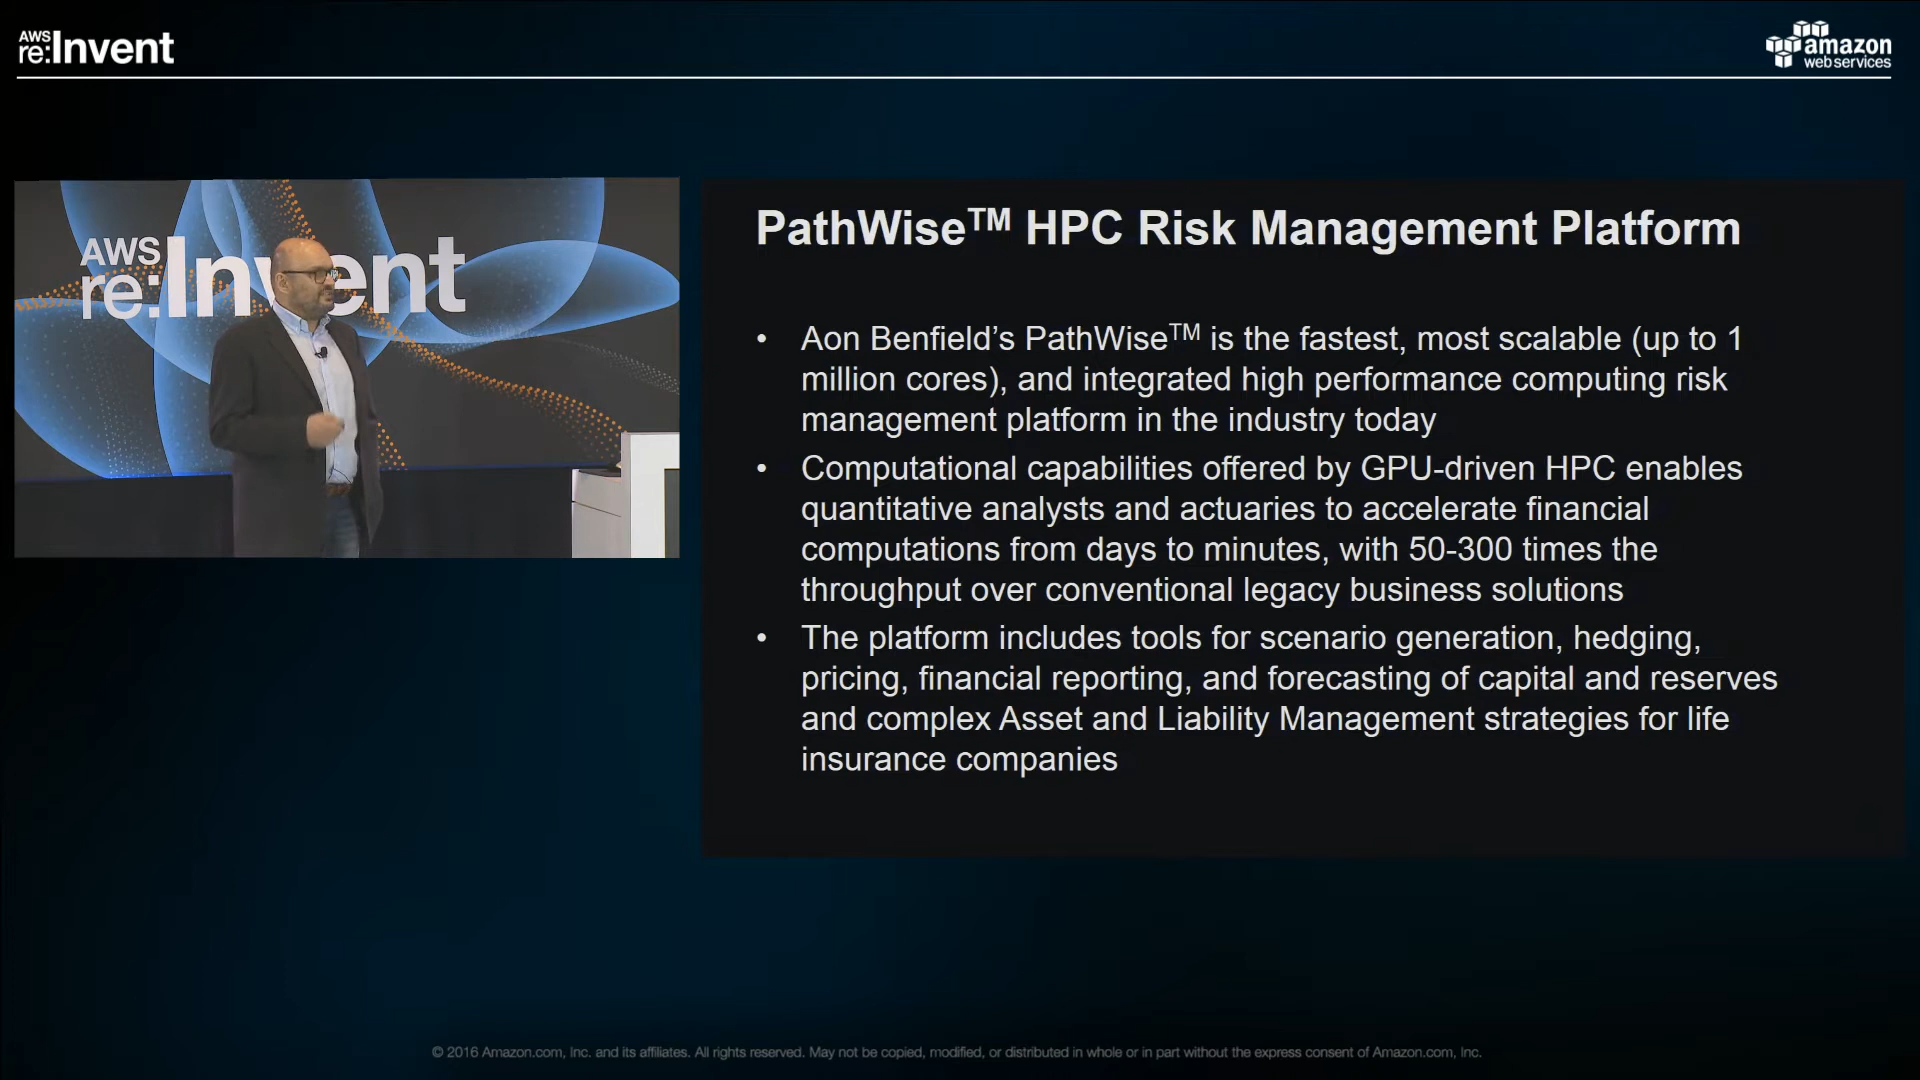 AWS
re:Invent
amazon
web services
AWS
re:Invent
PathWise™ HPC Risk Management Platform
• Aon Benfield’s PathWise™ is the fastest, most scalable (up to 1
million cores), and integrated high performance computing risk
management platform in the industry today
• Computational capabilities offered by GPU-driven HPC enables
quantitative analysts and actuaries to accelerate financial
computations from days to minutes, with 50-300 times the
throughput over conventional legacy business solutions
• The platform includes tools for scenario generation, hedging,
pricing, financial reporting, and forecasting of capital and reserves
and complex Asset and Liability Management strategies for life
insurance companies
© 2016 Amazon.com, Inc. and its affiliates. All rights reserved. May not be copied, modified, or distributed in whole or in part without the express consent of Amazon.com, Inc.